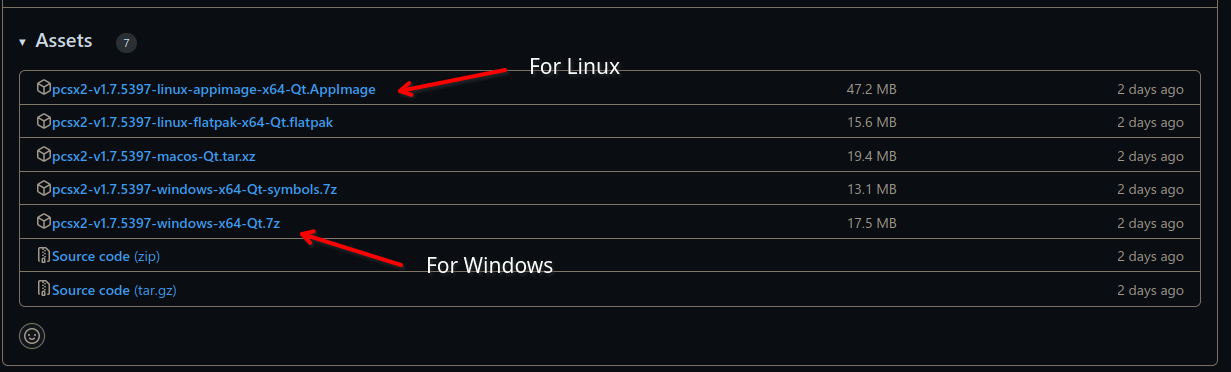 Assets 7
For Linux
pcsx2-v1.7.5397-linux-appimage-x64-Qt.AppImage 47.2 MB 2 days ago
pcsx2-v1.7.5397-linux-flatpak-x64-Qt.flatpak 15.6 MB 2 days ago
pcsx2-v1.7.5397-macos-Qt.tar.xz 19.4 MB 2 days ago
pcsx2-v1.7.5397-windows-x64-Qt-symbols.7z 13.1 MB 2 days ago
pcsx2-v1.7.5397-windows-x64-Qt.7z 17.5 MB 2 days ago
Source code (zip) 2 days ago
For Windows
Source code (tar.gz) 2 days ago